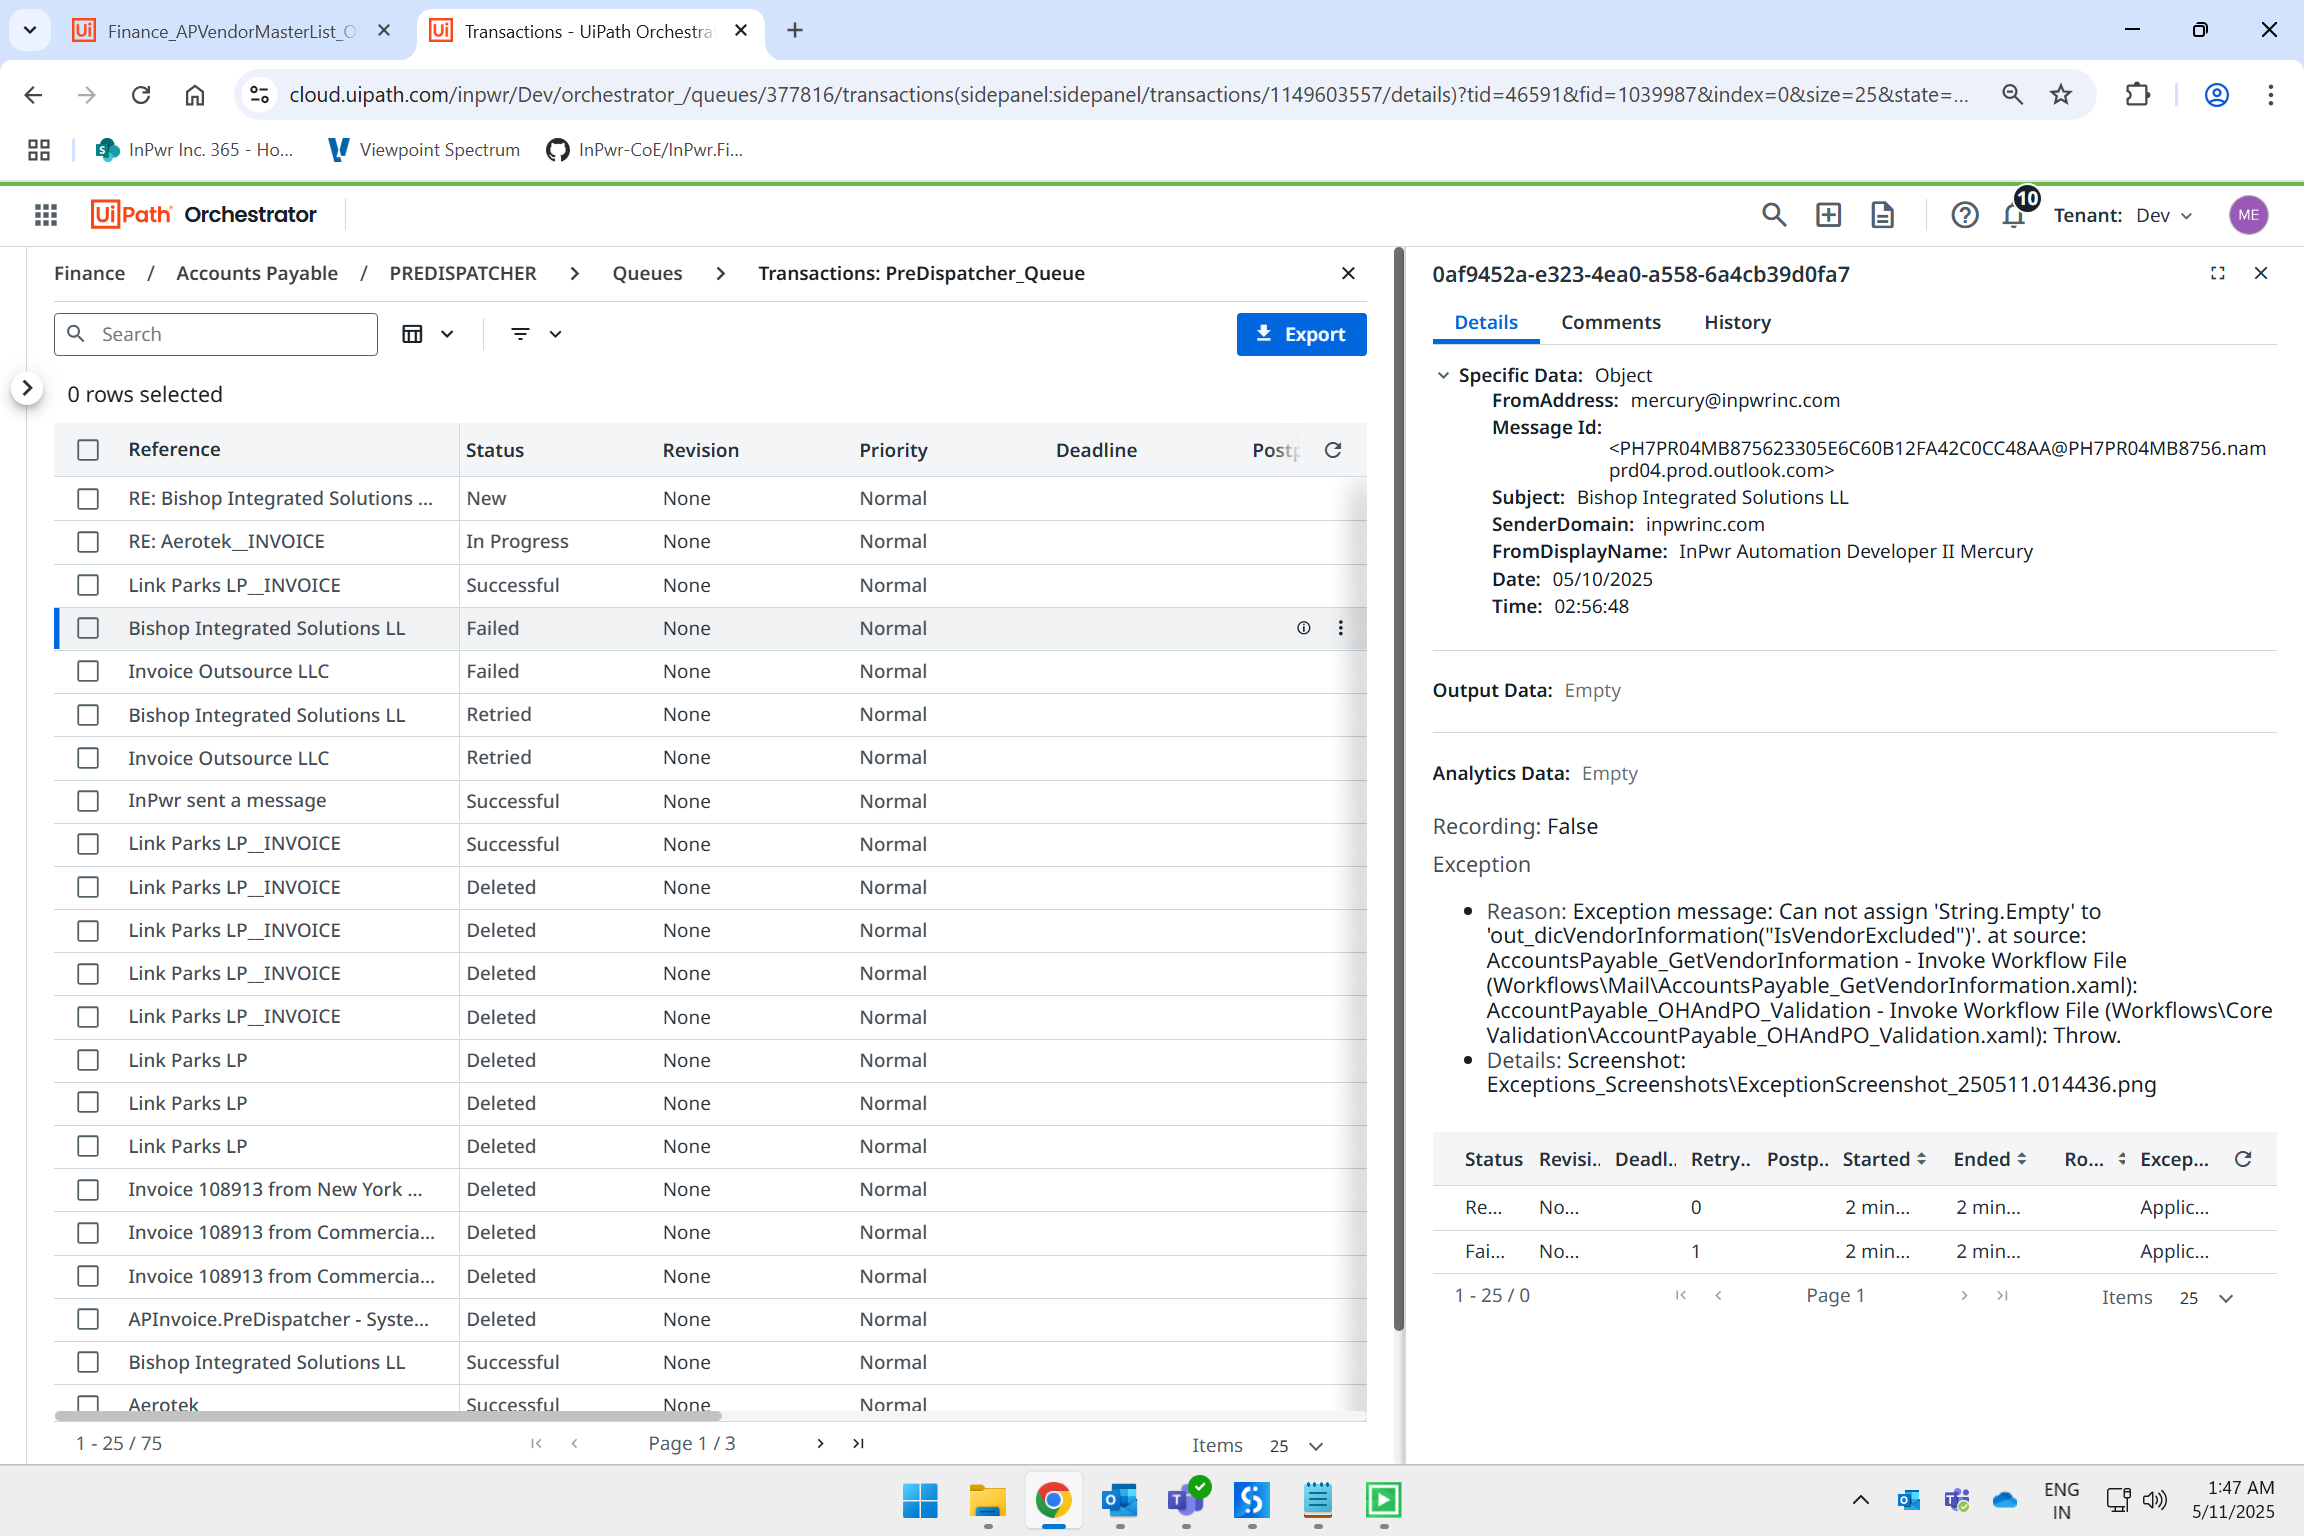 Finance_APVendorMasterList_O
Transactions - UiPath Orchestra
cloud.uipath.com/inpwr/Dev/orchestrator_/queues/377816/transactions(sidepanel:sidepanel/transactions/1149603557/details)?tid=46591&fid=1039987&index=0&size=25&state=...
InPwr Inc. 365 - Ho...
Viewpoint Spectrum
InPwr-CoE/InPwr.Fi...
UiPath Orchestrator
10
Tenant: Dev
ME
Finance / Accounts Payable / PREDISPATCHER > Queues > Transactions: PreDispatcher_Queue
Search
Export
0 rows selected
Reference Status Revision Priority Deadline Postp
RE: Bishop Integrated Solutions ... New None Normal
RE: Aerotek__INVOICE In Progress None Normal
Link Parks LP__INVOICE Successful None Normal
Bishop Integrated Solutions LL Failed None Normal
Invoice Outsource LLC Failed None Normal
Bishop Integrated Solutions LL Retried None Normal
Invoice Outsource LLC Retried None Normal
InPwr sent a message Successful None Normal
Link Parks LP__INVOICE Successful None Normal
Link Parks LP__INVOICE Deleted None Normal
Link Parks LP__INVOICE Deleted None Normal
Link Parks LP__INVOICE Deleted None Normal
Link Parks LP__INVOICE Deleted None Normal
Link Parks LP Deleted None Normal
Link Parks LP Deleted None Normal
Link Parks LP Deleted None Normal
Invoice 108913 from New York ... Deleted None Normal
Invoice 108913 from Commercia... Deleted None Normal
Invoice 108913 from Commercia... Deleted None Normal
APInvoice.PreDispatcher - Syste... Deleted None Normal
Bishop Integrated Solutions LL Successful None Normal
Aerotek Successful None Normal
1 - 25 / 75
Page 1 / 3
Items 25
0af9452a-e323-4ea0-a558-6a4cb39d0fa7
Details Comments History
Specific Data: Object
FromAddress: mercury@inpwrinc.com
Message Id:
<PH7PR04MB875623305E6C60B12FA42C0CC48AA@PH7PR04MB8756.nam
prd04.prod.outlook.com>
Subject: Bishop Integrated Solutions LL
SenderDomain: inpwrinc.com
FromDisplayName: InPwr Automation Developer II Mercury
Date: 05/10/2025
Time: 02:56:48
Output Data: Empty
Analytics Data: Empty
Recording: False
Exception
Reason: Exception message: Can not assign 'String.Empty' to
'out_dicVendorInformation("IsVendorExcluded")'. at source:
AccountsPayable_GetVendorInformation - Invoke Workflow File
(Workflows\Mail\AccountsPayable_GetVendorInformation.xaml):
AccountPayable_OHAndPO_Validation - Invoke Workflow File (Workflows\Core
Validation\AccountPayable_OHAndPO_Validation.xaml): Throw.
Details: Screenshot:
Exceptions_Screenshots\ExceptionScreenshot_250511.014436.png
Status Revisi.. Deadl.. Retry.. Postp.. Started Ended Ro... Excep...
Re... No... 0 2 min... 2 min... Applic...
Fai... No... 1 2 min... 2 min... Applic...
1 - 25 / 0
Page 1
Items 25
ENG
IN
1:47 AM
5/11/2025